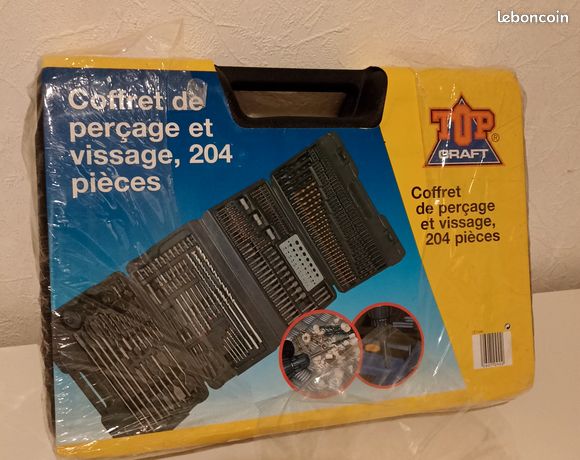 leboncoin
Coffret de
perçage et
vissage, 204
pièces
TOP
®
CRAFT
Coffret
de perçage
et vissage,
204 pièces